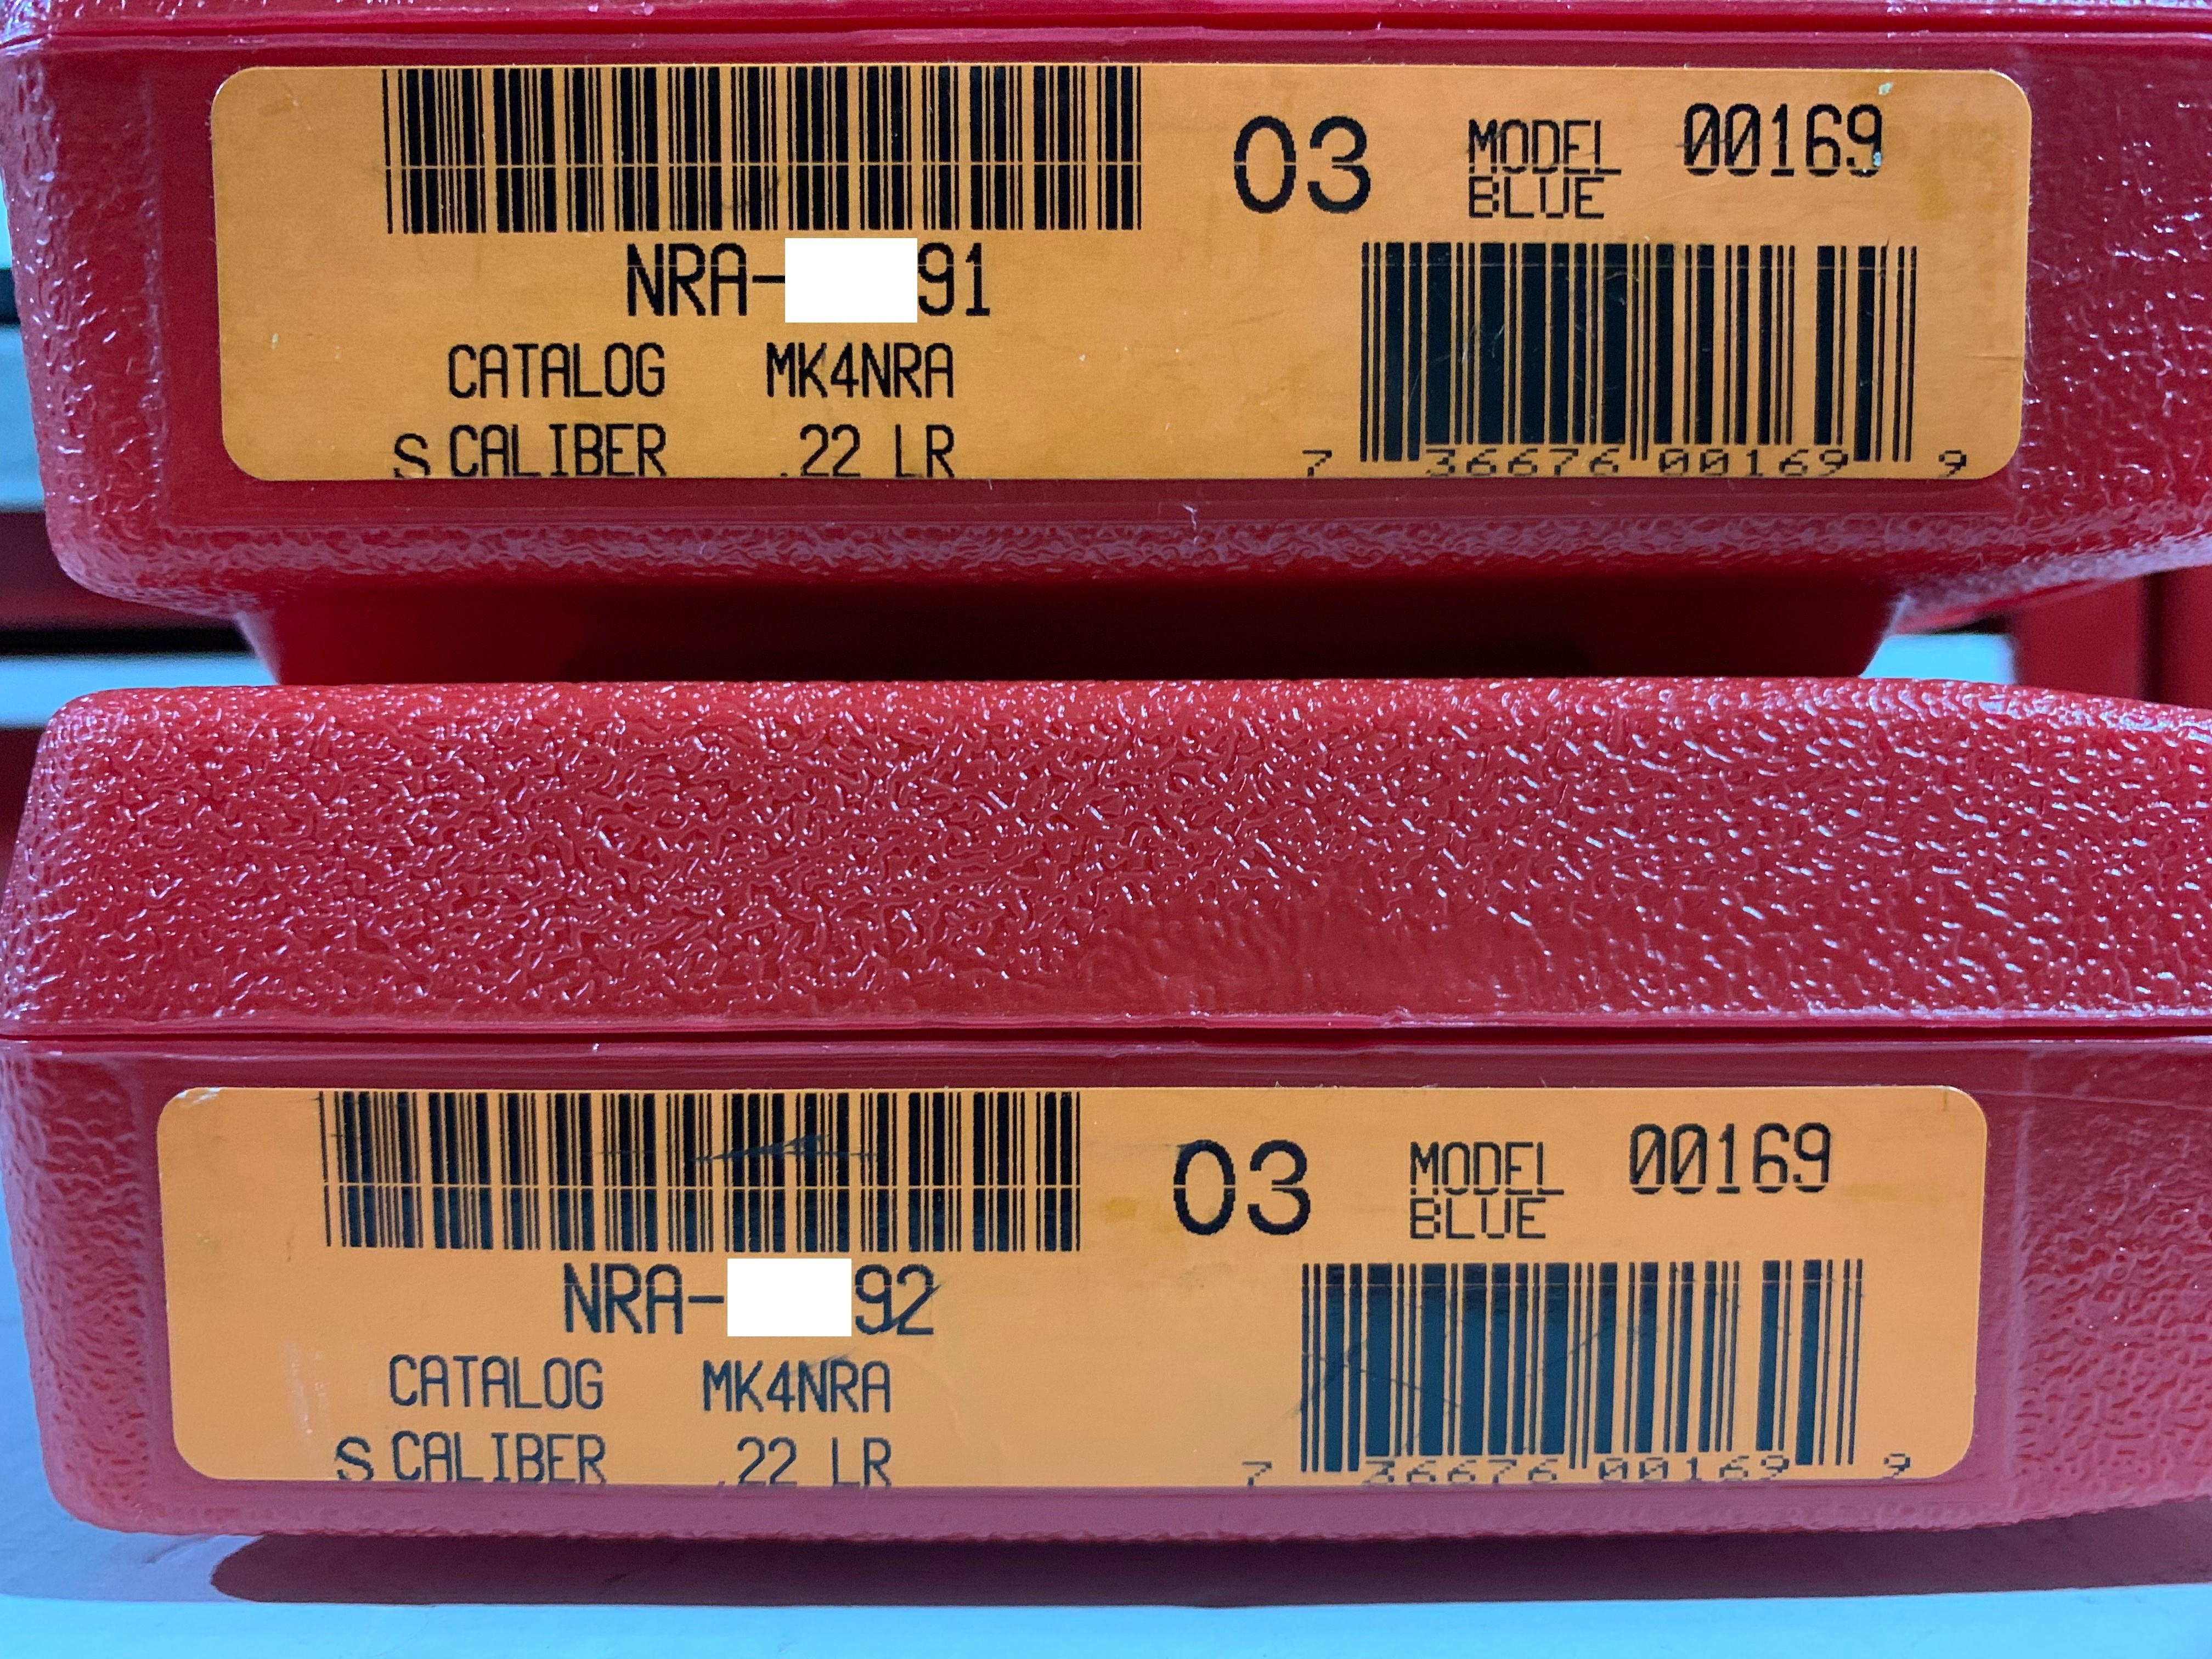 03 MODEL 00169
BLUE
NRA- 91
CATALOG MK4NRA
S CALIBER .22 LR
7 36676 00169 9
03 MODEL 00169
BLUE
NRA- 92
CATALOG MK4NRA
S CALIBER .22 LR
7 36676 00169 9